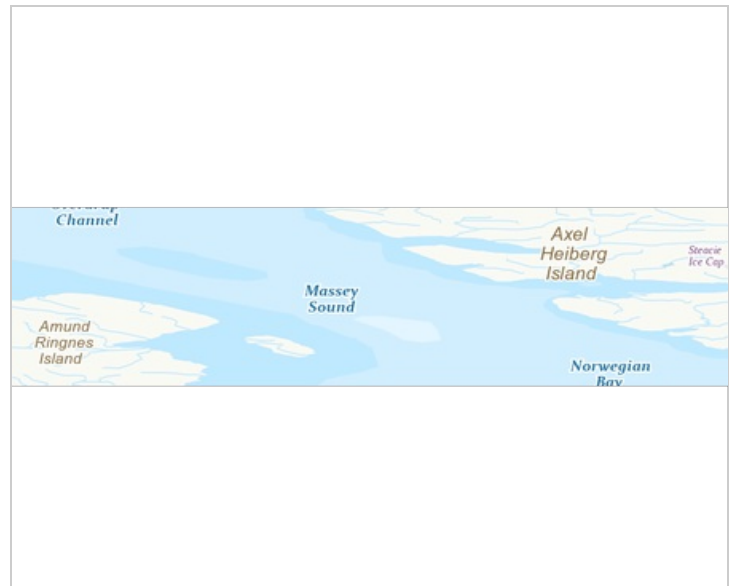 Channel
Axel
Heiberg
Island
Steacie
Ice Cap
Massey
Sound
Amund
Ringnes
Island
Norwegian
Bay